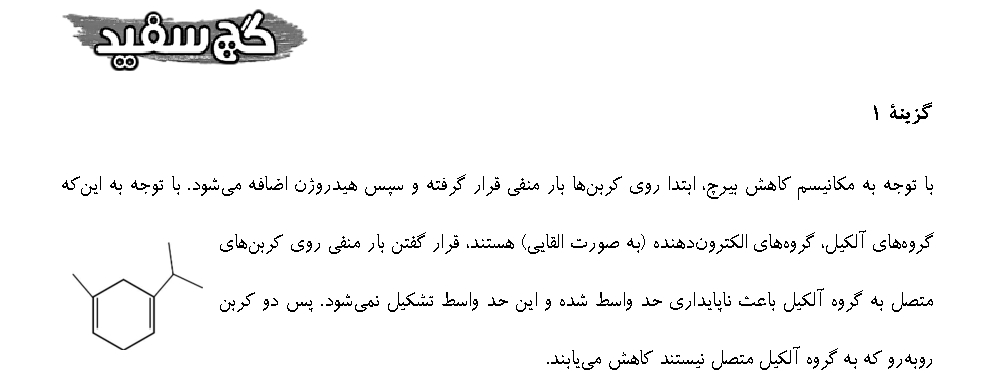 گچ سفید
گزینهٔ ۱
با توجه به مکانیسم کاهش بیرچ، ابتدا روی کربن‌ها بار منفی قرار گرفته و سپس هیدروژن اضافه می‌شود. با توجه به این‌که
گروه‌های آلکیل، گروه‌های الکترون‌دهنده (به صورت القایی) هستند، قرار گفتن بار منفی روی کربن‌های
متصل به گروه آلکیل باعث ناپایداری حد واسط شده و این حد واسط تشکیل نمی‌شود. پس دو کربن
روبه‌رو که به گروه آلکیل متصل نیستند کاهش می‌یابند.